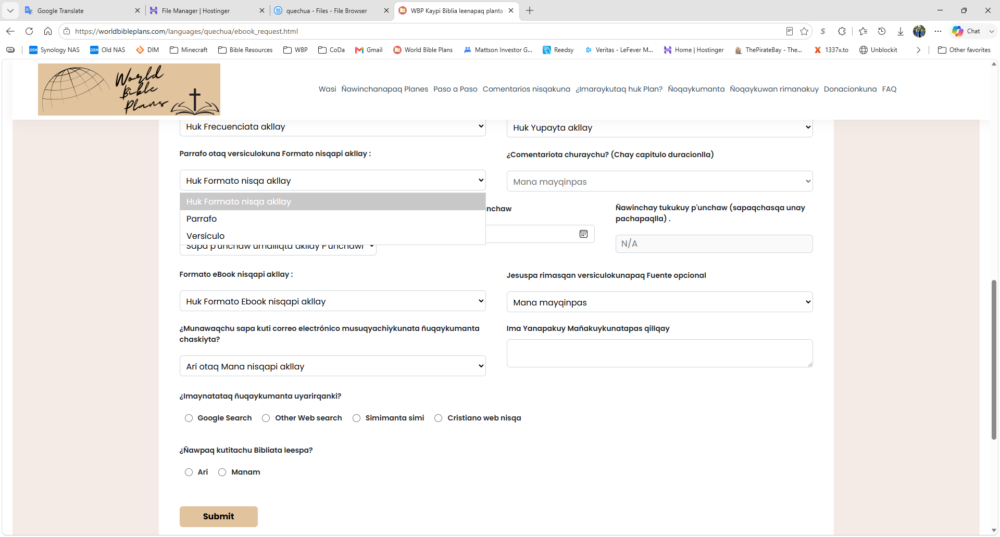 Google Translate
File Manager | Hostinger
quechua - Files - File Browser
WBP Kaypi Biblia leenapaq planta
https://worldbibleplans.com/languages/quechua/ebook_request.html
Chat
Synology NAS
Old NAS
DIM
Minecraft
Bible Resources
WBP
CoDa
Gmail
World Bible Plans
Mattson Investor G...
Reedsy
Veritas - LeFever M...
Home | Hostinger
ThePirateBay - The...
1337x.to
Unblockit
Other favorites
World
Bible
Plans
Wasi
Ñawinchanapaq Planes
Paso a Paso
Comentarios nisqakuna
¿Imaraykutaq huk Plan?
Ñoqaykumanta
Ñoqaykuwan rimanakuy
Donacionkuna
FAQ
Huk Frecuenciata akllay
Huk Yupayta akllay
Parrafo otaq versiculokuna Formato nisqapi akllay :
¿Comentariota churaychu? (Chay capitulo duracionlla)
Huk Formato nisqa akllay
Mana mayqinpas
Huk Formato nisqa akllay
Parrafo
Versículo
nchaw
Ñawinchay tukukuy p'unchaw (sapaqchasqa unay
pachapaqlla) .
N/A
Sapa p'unchaw umalliqta akllay P'unchawr
Formato eBook nisqapi akllay :
Jesuspa rimasqan versiculokunapaq Fuente opcional
Huk Formato Ebook nisqapi akllay
Mana mayqinpas
¿Munawaqchu sapa kuti correo electrónico musuqyachiykunata ñuqaykumanta
chaskiyta?
Ima Yanapakuy Mañakuykunatapas qillqay
Arí otaq Mana nisqapi akllay
¿Imaynatataq ñuqaykumanta uyarirqanki?
Google Search
Other Web search
Simimanta simi
Cristiano web nisqa
¿Ñawpaq kutitachu Bibliata leespa?
Arí
Manam
Submit